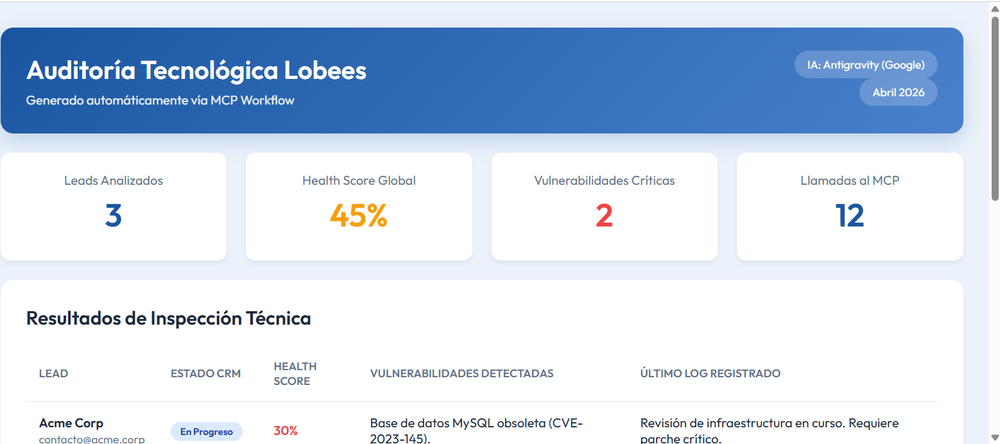 Auditoría Tecnológica Lobees
Generado automáticamente vía MCP Workflow
IA: Antigravity (Google)
Abril 2026
Leads Analizados
3
Health Score Global
45%
Vulnerabilidades Críticas
2
Llamadas al MCP
12
Resultados de Inspección Técnica
LEAD
ESTADO CRM
HEALTH
SCORE
VULNERABILIDADES DETECTADAS
ÚLTIMO LOG REGISTRADO
Acme Corp
contacto@acme.corp
En Progreso
30%
Base de datos MySQL obsoleta (CVE-
2023-145).
Revisión de infraestructura en curso. Requiere
parche crítico.